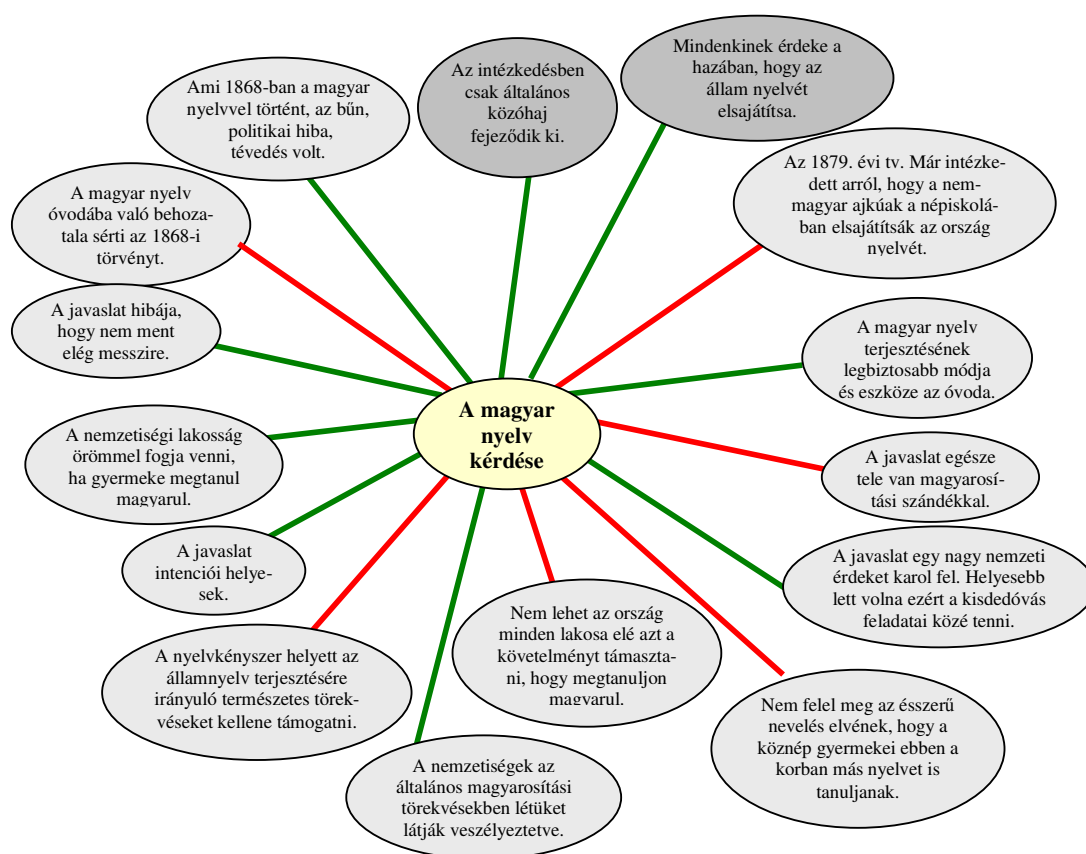 Mindenkinek érdeke a
hazában, hogy az
állam nyelvét
elsajátítsa.
Az intézkedésben
csak általános
közóhaj
fejeződik ki.
Ami 1868-ban a magyar
nyelvvel történt, az bűn,
politikai hiba,
tévedés volt.
Az 1879. évi tv. Már intéke-
dett arról, hogy a nem-
magyar ajkúak a népiskolá-
ban elsajátítsák az ország
nyelvét.
A magyar nyelv
óvodába való behoza-
tala sérti az 1868-i
törvényt.
A javaslat hibája,
hogy nem ment
elég messzire.
A magyar nyelv
terjesztésének
legbiztosabb módja
és eszköze az óvoda.
A magyar
nyelv
kérdése
A nemzetiségi lakosság
örömmel fogja venni,
ha gyermeke megtanul
magyarul.
A javaslat egésze
tele van magyarosí-
tási szándékkal.
A javaslat
intenciói helye-
sek.
A javaslat egy nagy nemzeti
érdeket karol fel. Helyesebb
lett volna ezért a kisdedóvás
feladatai közé tenni.
Nem lehet az ország
minden lakosa elé azt a
követelményt támaszta-
ni, hogy megtanuljon
magyarul.
A nyelvkényszer helyett az
államnyelv terjesztésére
irányuló természetes törek-
véseket kellene támogatni.
Nem felel meg az ésszerű
nevelés elvének, hogy a
köznép gyermekei ebben a
korban más nyelvet is
tanuljanak.
A nemzetiségek az
általános magyarosítási
törekvésekben létüket
látják veszélyeztetve.